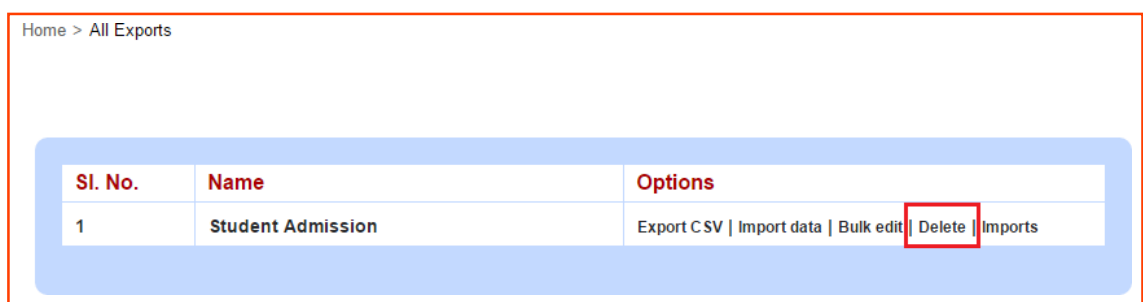 Home > All Exports
Sl. No. Name Options
1 Student Admission Export CSV | Import data | Bulk edit | Delete | Imports